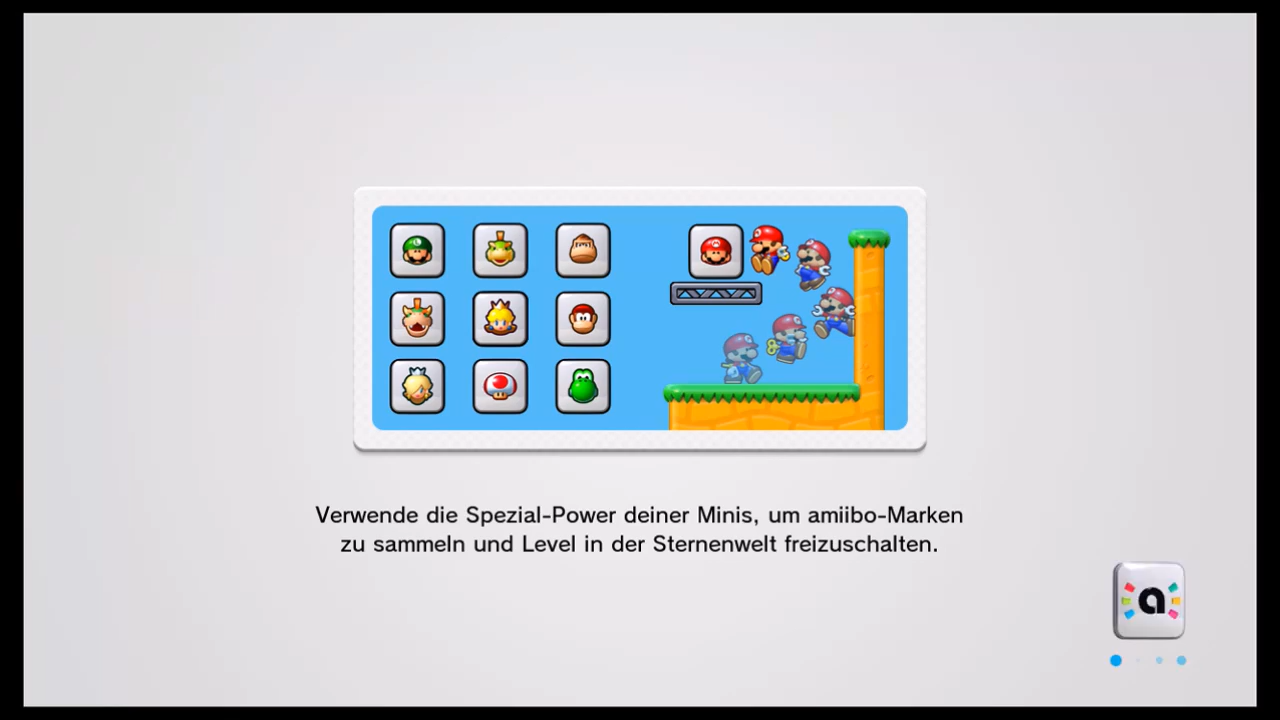 Verwende die Spezial-Power deiner Minis, um amiibo-Marken
zu sammeln und Level in der Sternenwelt freizuschalten.
a